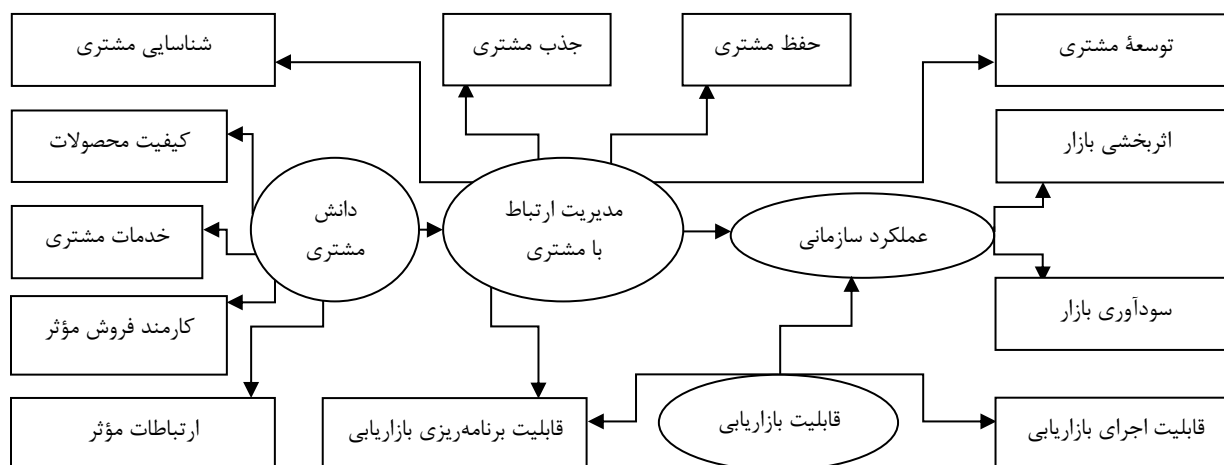 شناسایی مشتری
جذب مشتری
حفظ مشتری
توسعهٔ مشتری
کیفیت محصولات
اثربخشی بازار
دانش
مشتری
مدیریت ارتباط
با مشتری
عملکرد سازمانی
خدمات مشتری
کارمند فروش مؤثر
سودآوری بازار
ارتباطات مؤثر
قابلیت برنامه‌ریزی بازاریابی
قابلیت بازاریابی
قابلیت اجرای بازاریابی